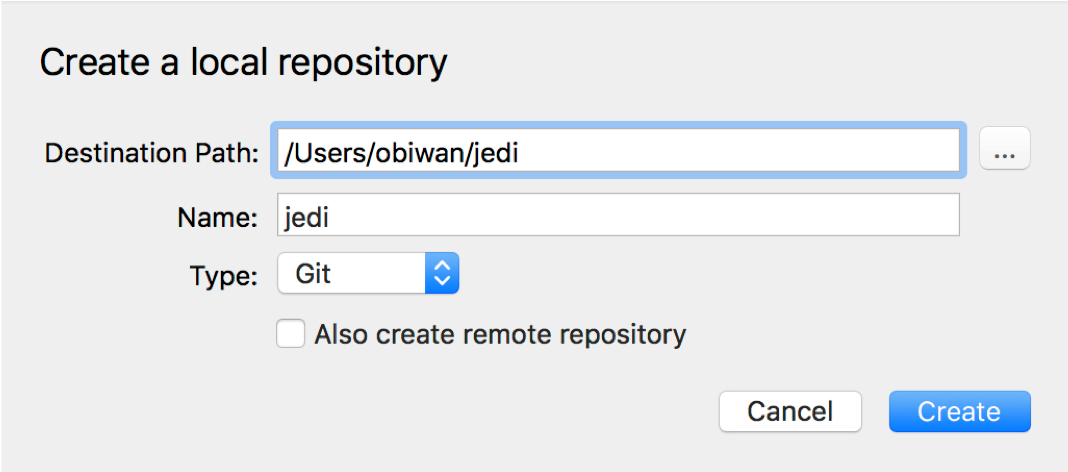 Create a local repository
Destination Path: /Users/obiwan/jedi ...
Name: jedi
Type: Git
Also create remote repository
Cancel Create